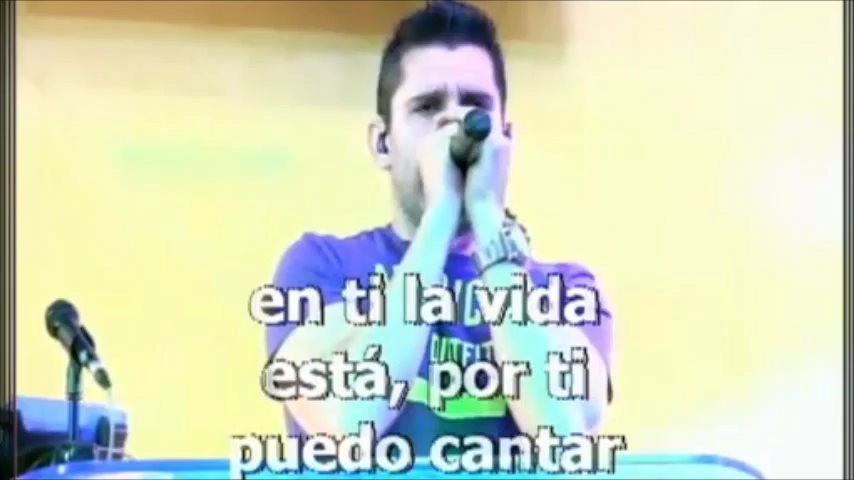 en ti la vida
está, por ti
puedo cantar